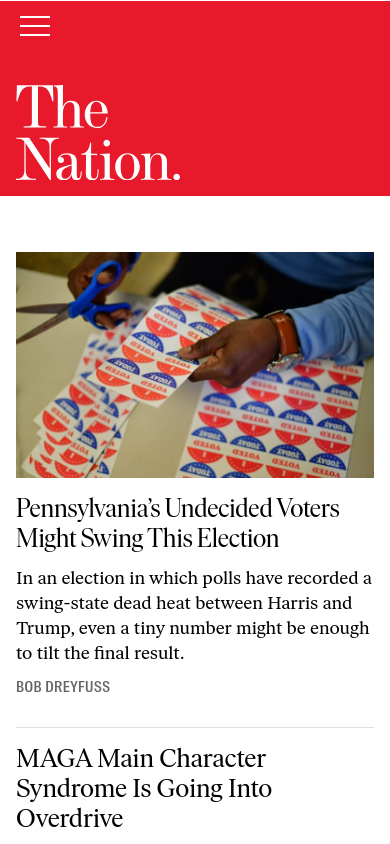 The
Nation.
Pennsylvania’s Undecided Voters
Might Swing This Election
In an election in which polls have recorded a
swing-state dead heat between Harris and
Trump, even a tiny number might be enough
to tilt the final result.
BOB DREYFUSS
MAGA Main Character
Syndrome Is Going Into
Overdrive